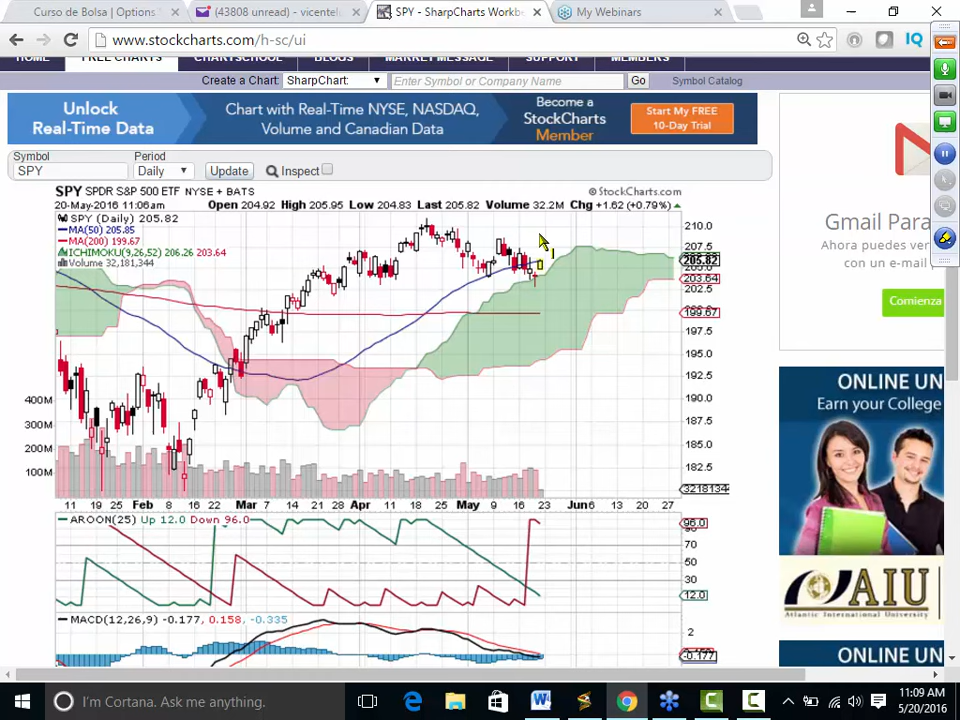 Curso de Bolsa | Options
(43808 unread) - vicentel
SPY - SharpCharts Workbe
My Webinars
www.stockcharts.com/h-sc/ui
IQ
HOME FREE CHARTS CHARTSCHOOL BLOGS MARKET MESSAGE SUPPORT MEMBERS
Create a Chart: SharpChart: Enter Symbol or Company Name Go Symbol Catalog
Unlock
Real-Time Data
Chart with Real-Time NYSE, NASDAQ,
Volume and Canadian Data
Become a
StockCharts
Member
Start My FREE
10-Day Trial
Symbol
SPY
Period
Daily
Update
Inspect
SPY SPDR S&P 500 ETF NYSE + BATS
© StockCharts.com
20-May-2016 11:06am
Open 204.92 High 205.95 Low 204.83 Last 205.82 Volume 32.2M Chg +1.62 (+0.79%)
SPY (Daily) 205.82
MA(50) 205.85
MA(200) 199.67
ICHIMOKU(9,26,52) 206.26 203.64
Volume 32,181,344
210.0
207.5
205.82
205.0
203.64
202.5
199.67
197.5
195.0
192.5
190.0
187.5
185.0
182.5
3218134
400M
300M
200M
100M
11 19 25 Feb 8 16 22 Mar 7 14 21 28 Apr 11 18 25 May 9 16 23 Jun 6 13 20 27
AROON(25) Up 12.0 Down 96.0
96.0
70
50
30
12.0
MACD(12,26,9) -0.177, 0.158, -0.335
2
-0.177
Gmail Para
Ahora puedes ver
con un e-mail
Comienza
ONLINE UN
Earn your College
AIU
Atlantic International University
ONLINE UN
I'm Cortana. Ask me anything.
11:09 AM
5/20/2016